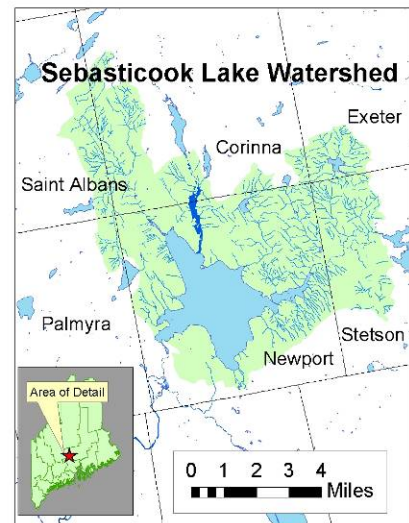 Sebasticook Lake Watershed
Exeter
Corinna
Saint Albans
Palmyra
Stetson
Newport
Area of Detail
0 1 2 3 4
Miles